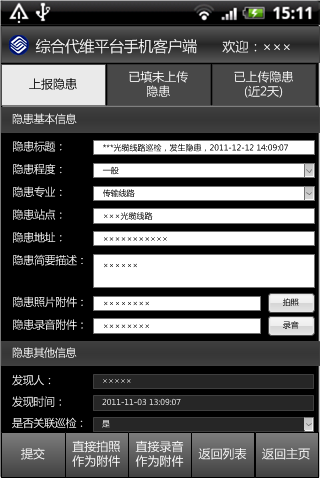 15:11
综合代维平台手机客户端 欢迎：×××
上报隐患
已填未上传
隐患
已上传隐患
(近2天)
隐患基本信息
隐患标题： ***光缆线路巡检，发生隐患，2011-12-12 14:09:07
隐患程度： 一般
隐患专业： 传输线路
隐患站点： ×××光缆线路
隐患地址： ×××××××××××
隐患简要描述： ××××××
隐患照片附件： ×××××××× 拍照
隐患录音附件： ×××××××× 录音
隐患其他信息
发现人： ×××××
发现时间： 2011-11-03 13:09:07
是否关联巡检： 是
提交
直接拍照
作为附件
直接录音
作为附件
返回列表
返回主页